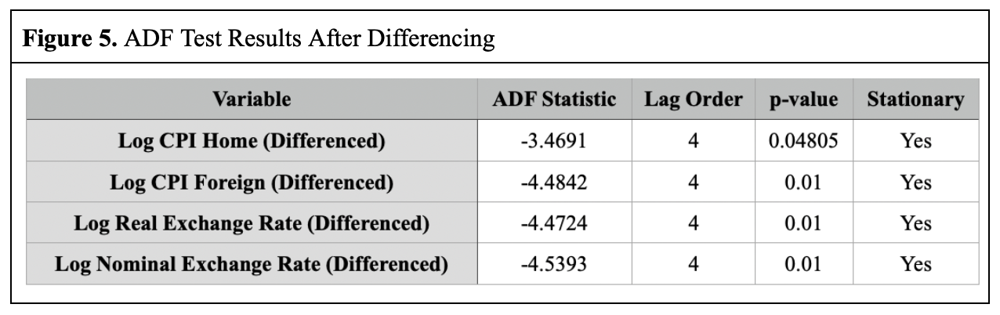 Figure 5. ADF Test Results After Differencing
Variable ADF Statistic Lag Order p-value Stationary
Log CPI Home (Differenced) -3.4691 4 0.04805 Yes
Log CPI Foreign (Differenced) -4.4842 4 0.01 Yes
Log Real Exchange Rate (Differenced) -4.4724 4 0.01 Yes
Log Nominal Exchange Rate (Differenced) -4.5393 4 0.01 Yes